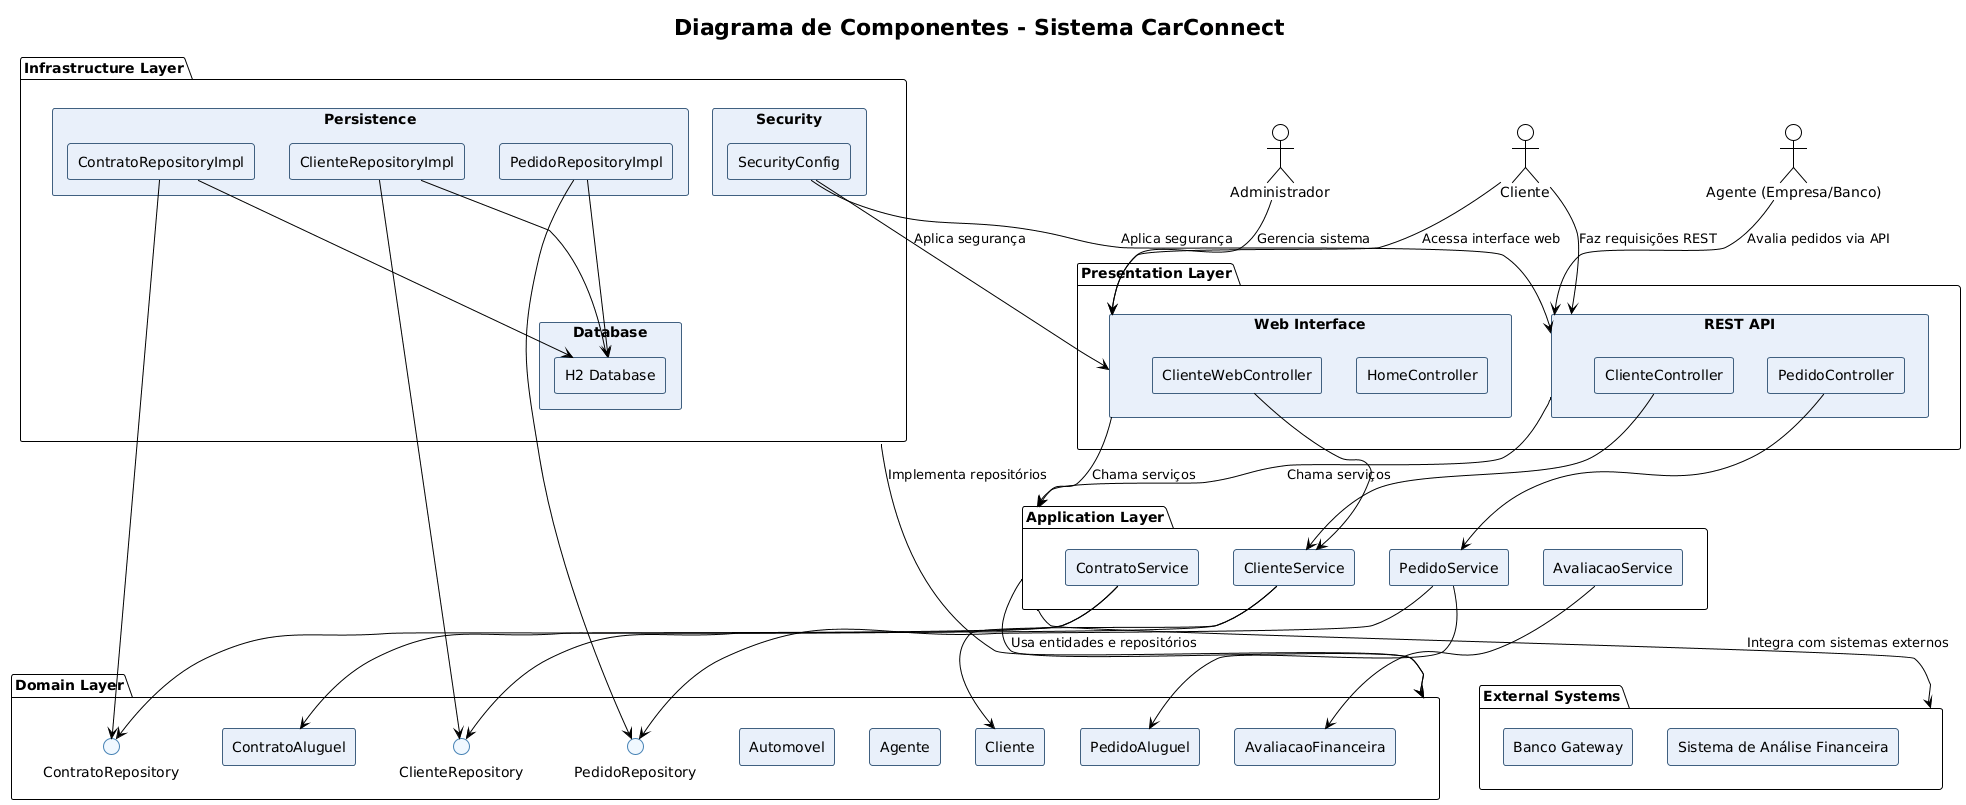 Diagrama de Componentes - Sistema CarConnect
Infrastructure Layer
Persistence
Security
ContratoRepositoryImpl
ClienteRepositoryImpl
PedidoRepositoryImpl
SecurityConfig
Administrador
Cliente
Agente (Empresa/Banco)
Aplica segurança
Aplica segurança
Gerencia sistema
Acessa interface web
Faz requisições REST
Avalia pedidos via API
Presentation Layer
Database
Web Interface
REST API
H2 Database
ClienteWebController
HomeController
ClienteController
PedidoController
Implementa repositórios
Chama serviços
Chama serviços
Application Layer
ContratoService
ClienteService
PedidoService
AvaliacaoService
Usa entidades e repositórios
Integra com sistemas externos
Domain Layer
External Systems
ContratoRepository
ContratoAluguel
ClienteRepository
PedidoRepository
Automovel
Agente
Cliente
PedidoAluguel
AvaliacaoFinanceira
Banco Gateway
Sistema de Análise Financeira